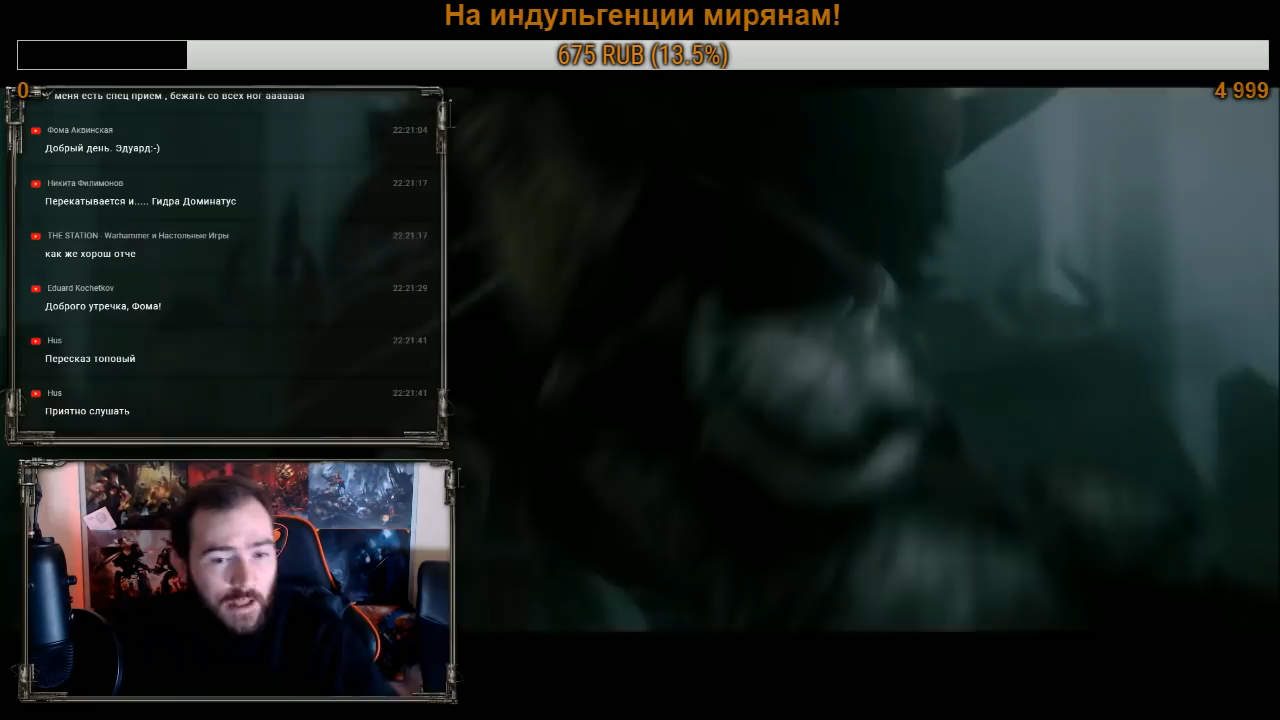 На индульгенции мирянам!
675 RUB (13.5%)
0
4 999
У меня есть спец прием , бежать со всех ног ааааааа
Фома Аквинская
22:21:04
Добрый день. Эдуард:-)
Никита Филимонов
22:21:17
Перекатывается и..... Гидра Доминатус
THE STATION - Warhammer и Настольные Игры
22:21:17
как же хорош отче
Eduard Kochetkov
22:21:29
Доброго утречка, Фома!
Hus
22:21:41
Пересказ топовый
Hus
22:21:41
Приятно слушать